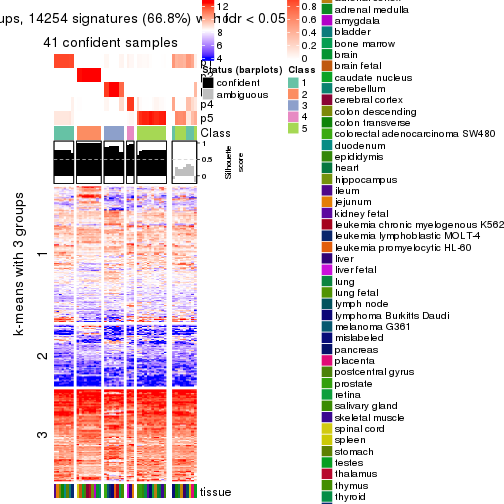 ups, 14254 signatures (66.8%) with fdr < 0.05
41 confident samples
p4
p5
Class
1
0.5
0
Silhouette
score
k-means with 3 groups
1
2
3
tissue
12
10
8
6
4
Status (barplots)
confident
ambiguous
0.8
0.6
0.4
0.2
0
Class
1
2
3
4
5
adrenal medulla
amygdala
bladder
bone marrow
brain
brain fetal
caudate nucleus
cerebellum
cerebral cortex
colon descending
colon transverse
colorectal adenocarcinoma SW480
duodenum
epididymis
heart
hippocampus
ileum
jejunum
kidney fetal
leukemia chronic myelogenous K562
leukemia lymphoblastic MOLT-4
leukemia promyelocytic HL-60
liver
liver fetal
lung
lung fetal
lymph node
lymphoma Burkitts Daudi
melanoma G361
mislabeled
pancreas
placenta
postcentral gyrus
prostate
retina
salivary gland
skeletal muscle
spinal cord
spleen
stomach
testes
thalamus
thymus
thyroid